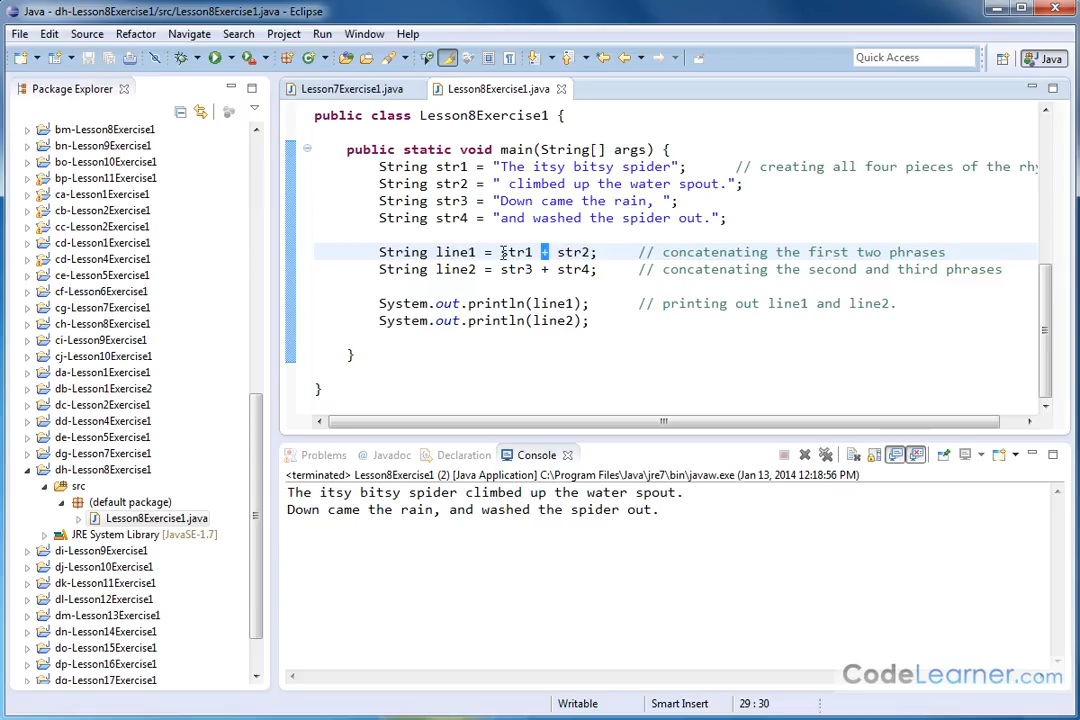 Java - dh-Lesson8Exercise1/src/Lesson8Exercise1.java - Eclipse
File Edit Source Refactor Navigate Search Project Run Window Help
Quick Access
Java
Package Explorer
bm-Lesson8Exercise1
bn-Lesson9Exercise1
bo-Lesson10Exercise1
bp-Lesson11Exercise1
ca-Lesson1Exercise1
cb-Lesson2Exercise1
cc-Lesson2Exercise2
cd-Lesson3Exercise1
cd-Lesson4Exercise1
ce-Lesson5Exercise1
cf-Lesson6Exercise1
cg-Lesson7Exercise1
ch-Lesson8Exercise1
ci-Lesson9Exercise1
cj-Lesson10Exercise1
da-Lesson1Exercise1
db-Lesson1Exercise2
dc-Lesson2Exercise1
dd-Lesson4Exercise1
de-Lesson5Exercise1
dg-Lesson7Exercise1
dh-Lesson8Exercise1
src
(default package)
Lesson8Exercise1.java
JRE System Library [JavaSE-1.7]
di-Lesson9Exercise1
dj-Lesson10Exercise1
dk-Lesson11Exercise1
dl-Lesson12Exercise1
dm-Lesson13Exercise1
dn-Lesson14Exercise1
do-Lesson15Exercise1
dp-Lesson16Exercise1
dq-Lesson17Exercise1
Lesson7Exercise1.java Lesson8Exercise1.java
public class Lesson8Exercise1 {
public static void main(String[] args) {
String str1 = "The itsy bitsy spider"; // creating all four pieces of the rhy
String str2 = " climbed up the water spout.";
String str3 = "Down came the rain, ";
String str4 = "and washed the spider out.";
String line1 = str1 + str2; // concatenating the first two phrases
String line2 = str3 + str4; // concatenating the second and third phrases
System.out.println(line1); // printing out line1 and line2.
System.out.println(line2);
}
}
Problems Javadoc Declaration Console
<terminated> Lesson8Exercise1 (2) [Java Application] C:\Program Files\Java\jre7\bin\javaw.exe (Jan 13, 2014 12:18:56 PM)
The itsy bitsy spider climbed up the water spout.
Down came the rain, and washed the spider out.
CodeLearner.com
Writable Smart Insert 29 : 30